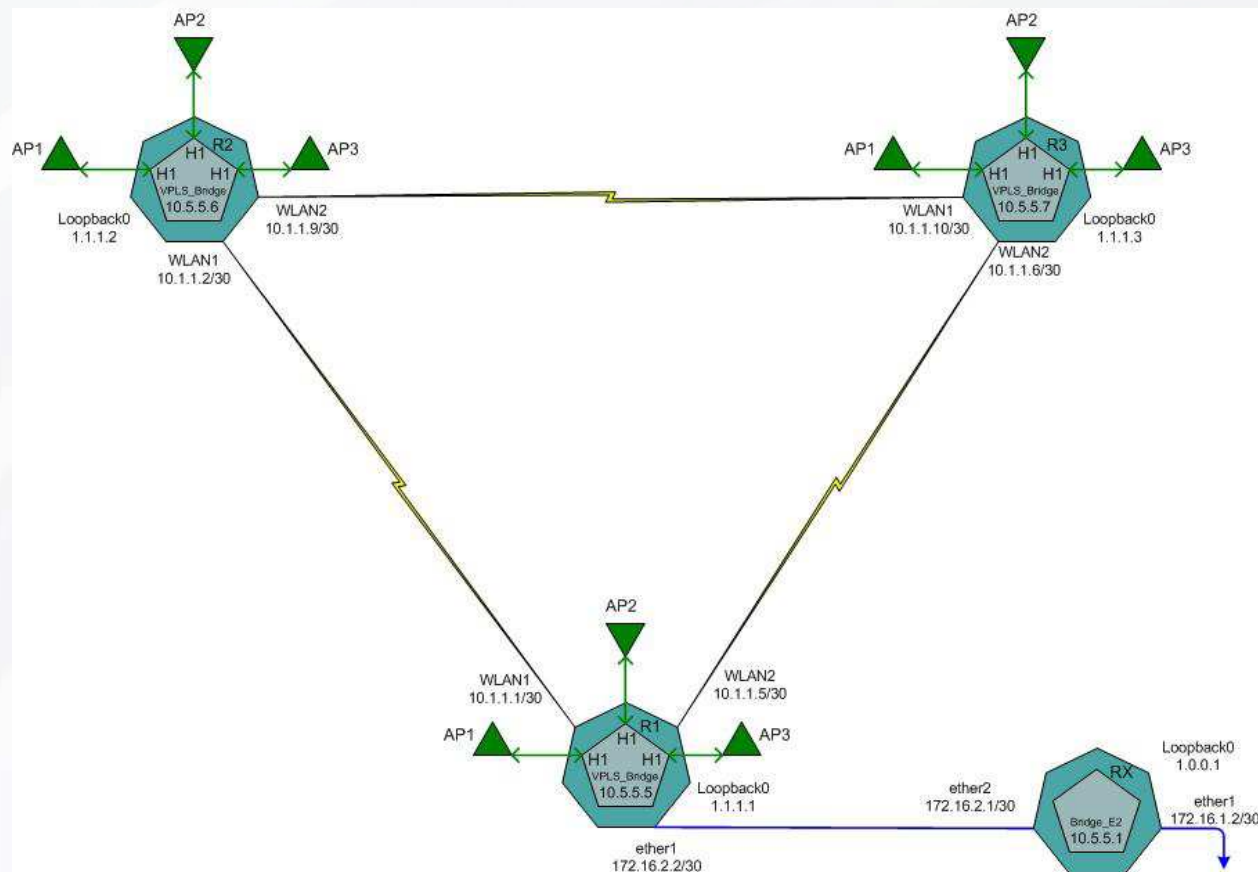 AP2
AP2
AP1
AP3
AP1
AP3
R2
H1
H1
H1
VPLS_Bridge
10.5.5.6
R3
H1
H1
H1
VPLS_Bridge
10.5.5.7
Loopback0
1.1.1.2
WLAN2
10.1.1.9/30
WLAN1
10.1.1.10/30
Loopback0
1.1.1.3
WLAN1
10.1.1.2/30
WLAN2
10.1.1.6/30
AP2
WLAN1
10.1.1.1/30
WLAN2
10.1.1.5/30
AP1
AP3
R1
H1
H1
H1
VPLS_Bridge
10.5.5.5
Loopback0
1.1.1.1
ether1
172.16.2.2/30
ether2
172.16.2.1/30
RX
Bridge_E2
10.5.5.1
Loopback0
1.0.0.1
ether1
172.16.1.2/30